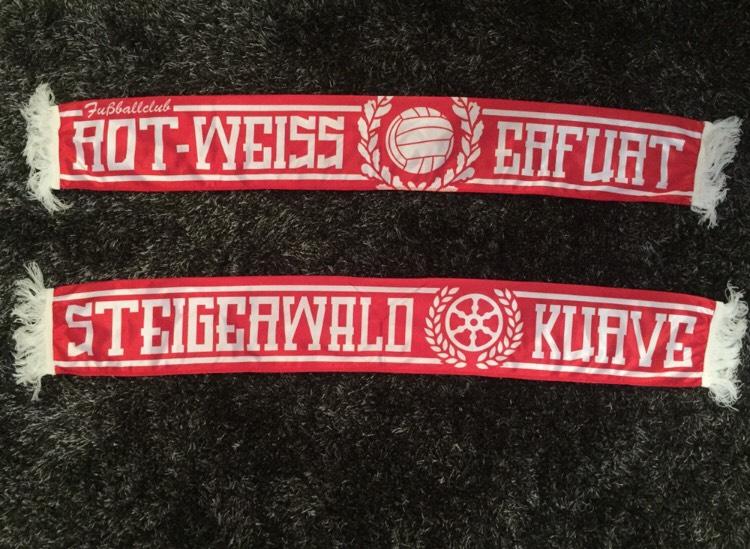 Fußballclub
ROT-WEISS ERFURT
STEIGERWALD KURVE